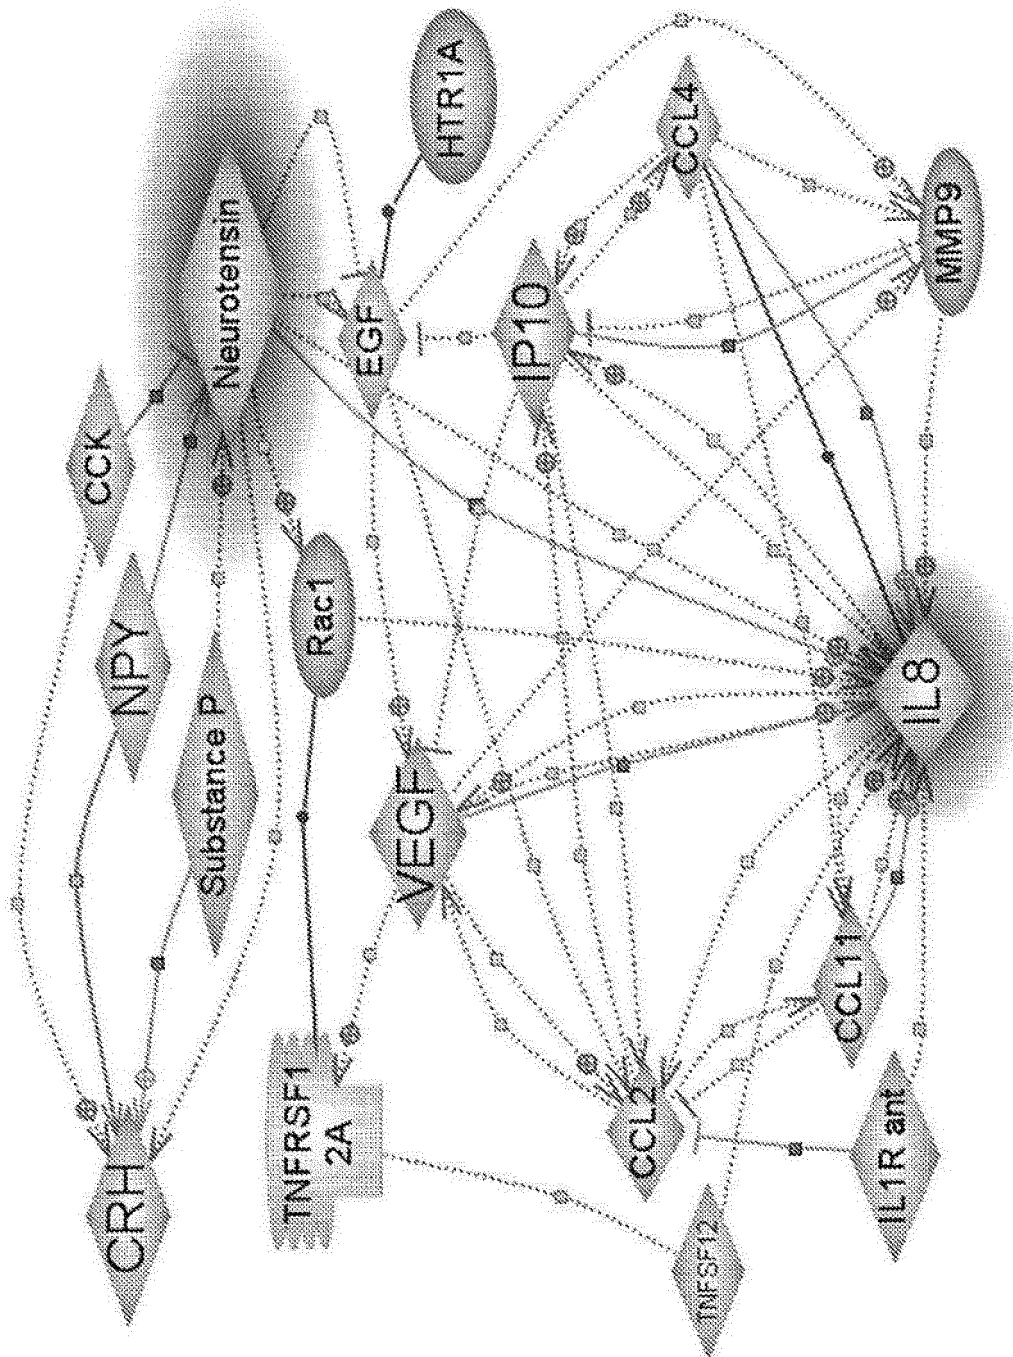 CRH
TNFRSF1
2A
TNFSF12
CCL2
IL1R ant
CCL11
VEGF
Substance P
NPY
CCK
Rac1
IL8
Neurotensin
EGF
IP10
HTR1A
CCL4
MMP9